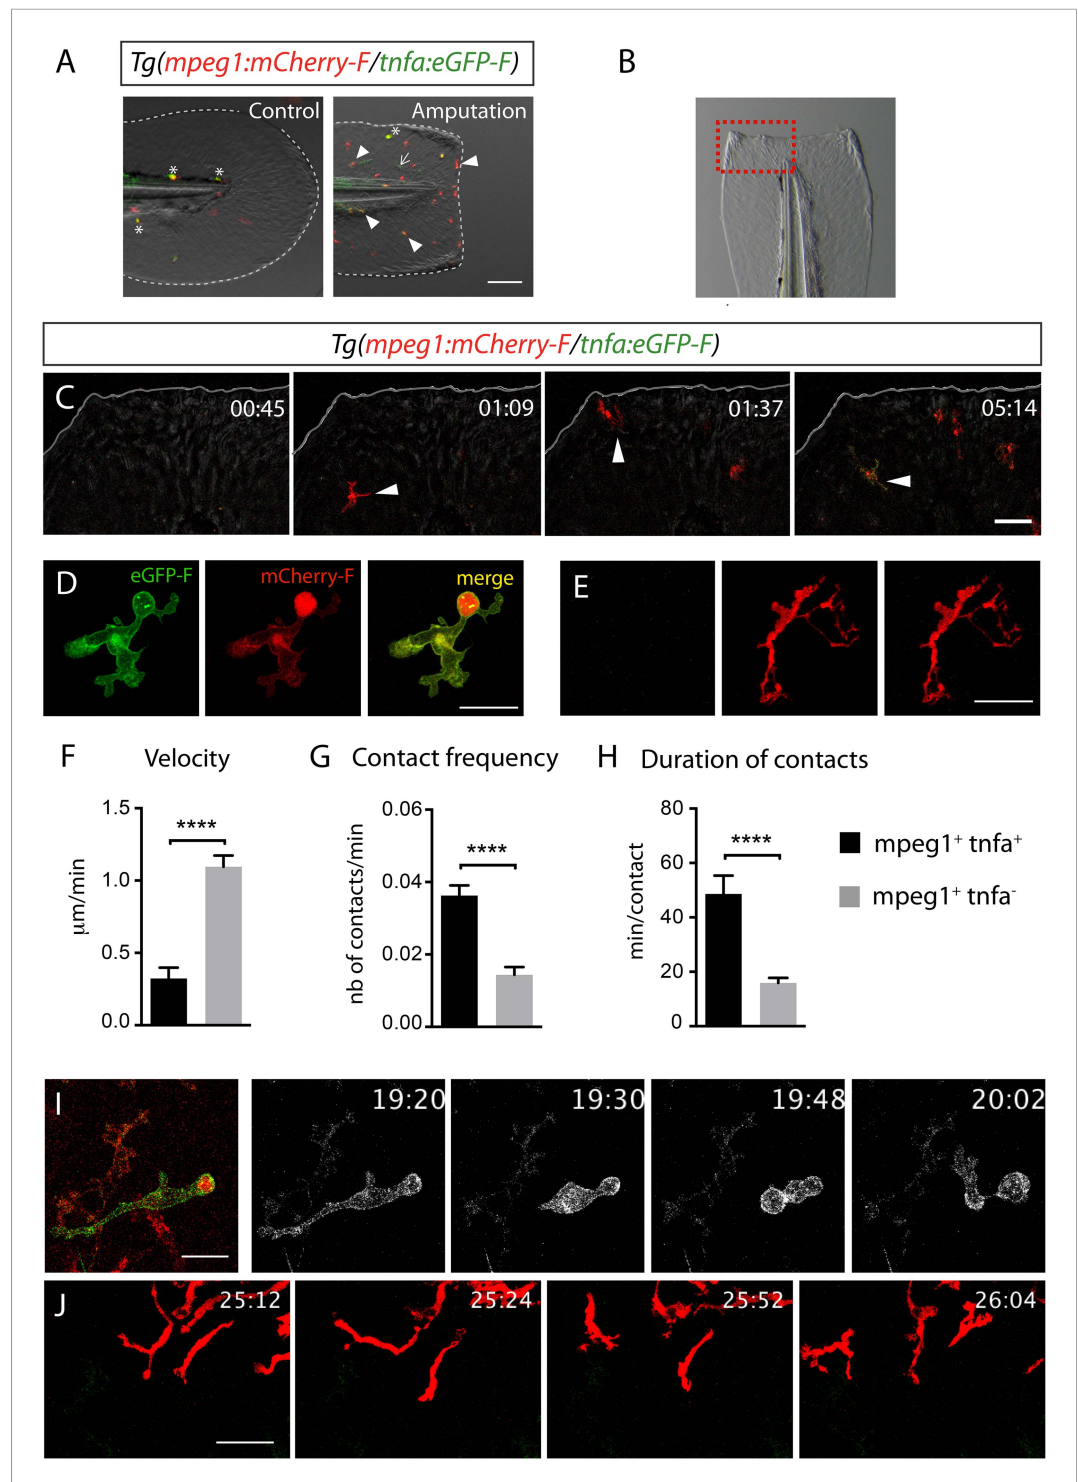 A
Tg(mpeg1:mCherry-F/tnfa:eGFP-F)
B
Control
*
*
*
Amputation
*
Tg(mpeg1:mCherry-F/tnfa:eGFP-F)
C
00:45
01:09
01:37
05:14
D
eGFP-F
mCherry-F
merge
E
F
Velocity
G
Contact frequency
H
Duration of contacts
1.5
1.0
0.5
0.0
µm/min
****
0.06
0.04
0.02
0.00
nb of contacts/min
****
80
60
40
20
0
min/contact
****
mpeg1⁺ tnfa⁺
mpeg1⁺ tnfa⁻
I
19:20
19:30
19:48
20:02
J
25:12
25:24
25:52
26:04